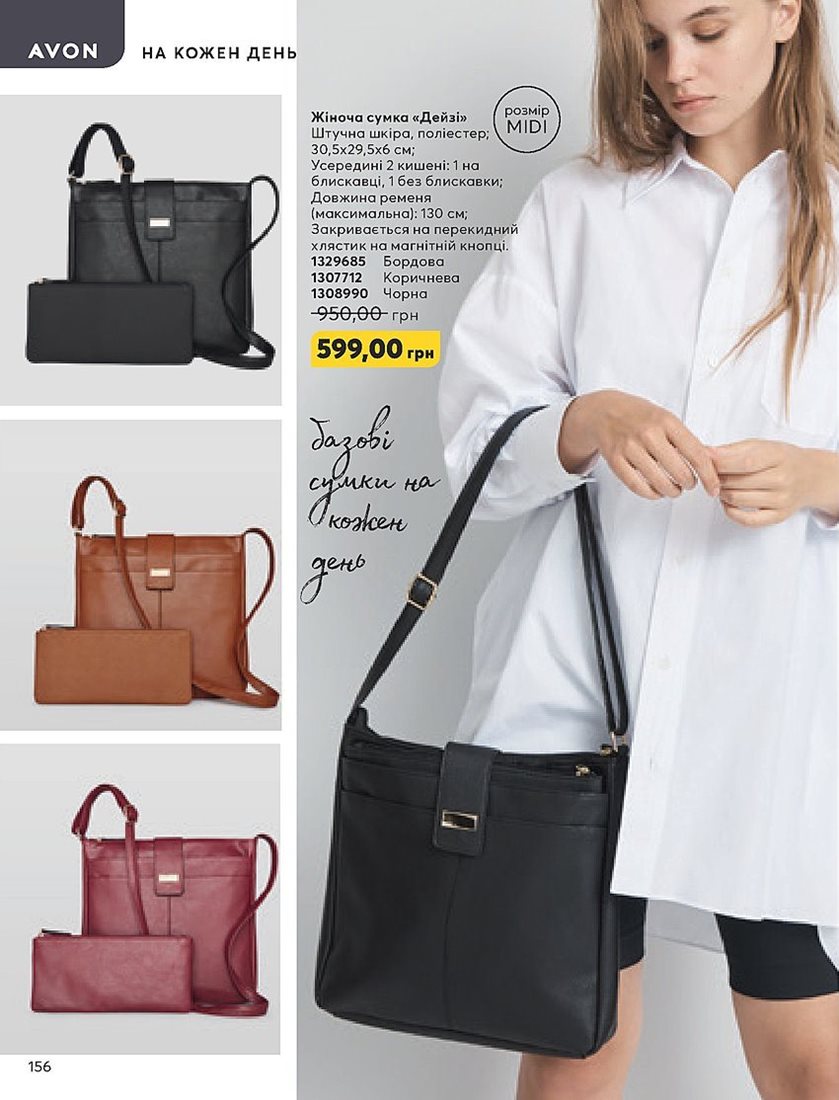 AVON
НА КОЖЕН ДЕНЬ
Жіноча сумка «Дейзі»
Штучна шкіра, поліестер;
30,5х29,5х6 см;
Усередині 2 кишені: 1 на
блискавці, 1 без блискавки;
Довжина ременя
(максимальна): 130 см;
Закривається на перекидний
хлястик на магнітній кнопці.
1329685 Бордова
1307712 Коричнева
1308990 Чорна
950,00 грн
599,00 грн
розмір
MIDI
базові
сумки на
кожен
день
156